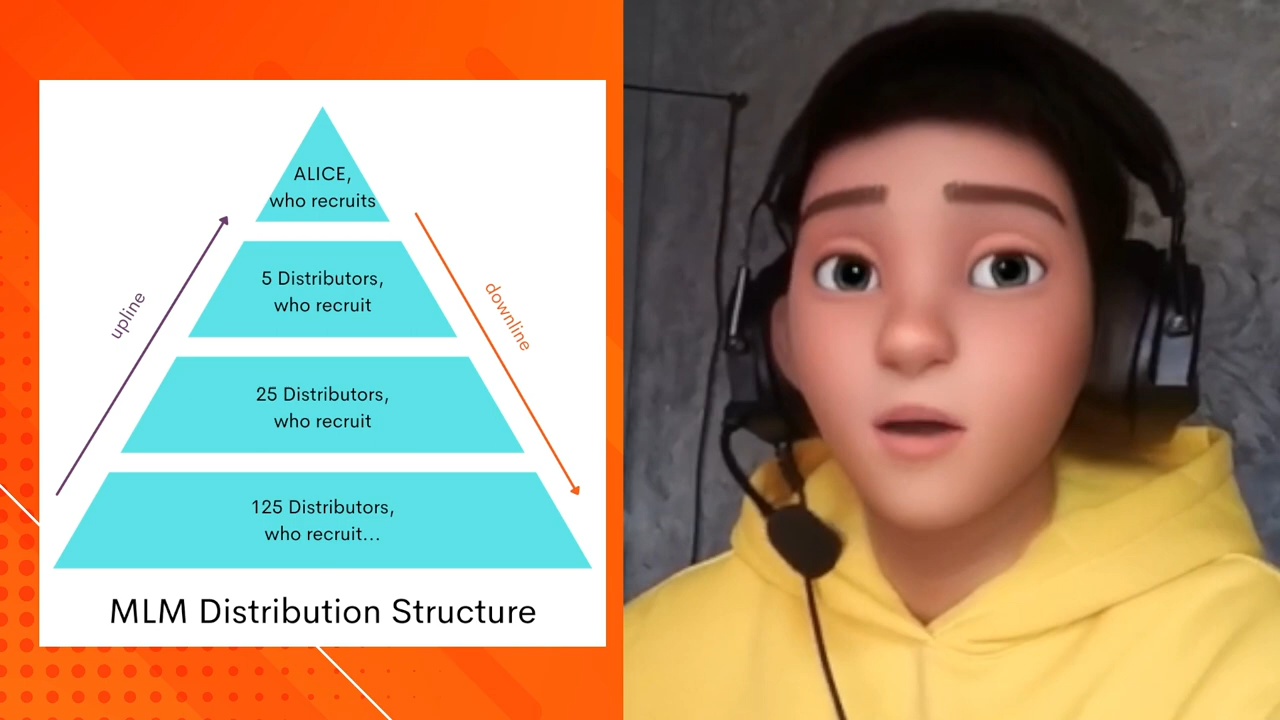 ALICE,
who recruits
5 Distributors,
who recruit
upline
downline
25 Distributors,
who recruit
125 Distributors,
who recruit...
MLM Distribution Structure